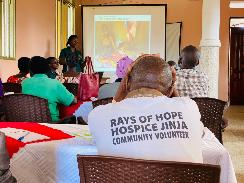 RAYS OF HOPE
HOSPICE JINJA
COMMUNITY VOLUNTEER